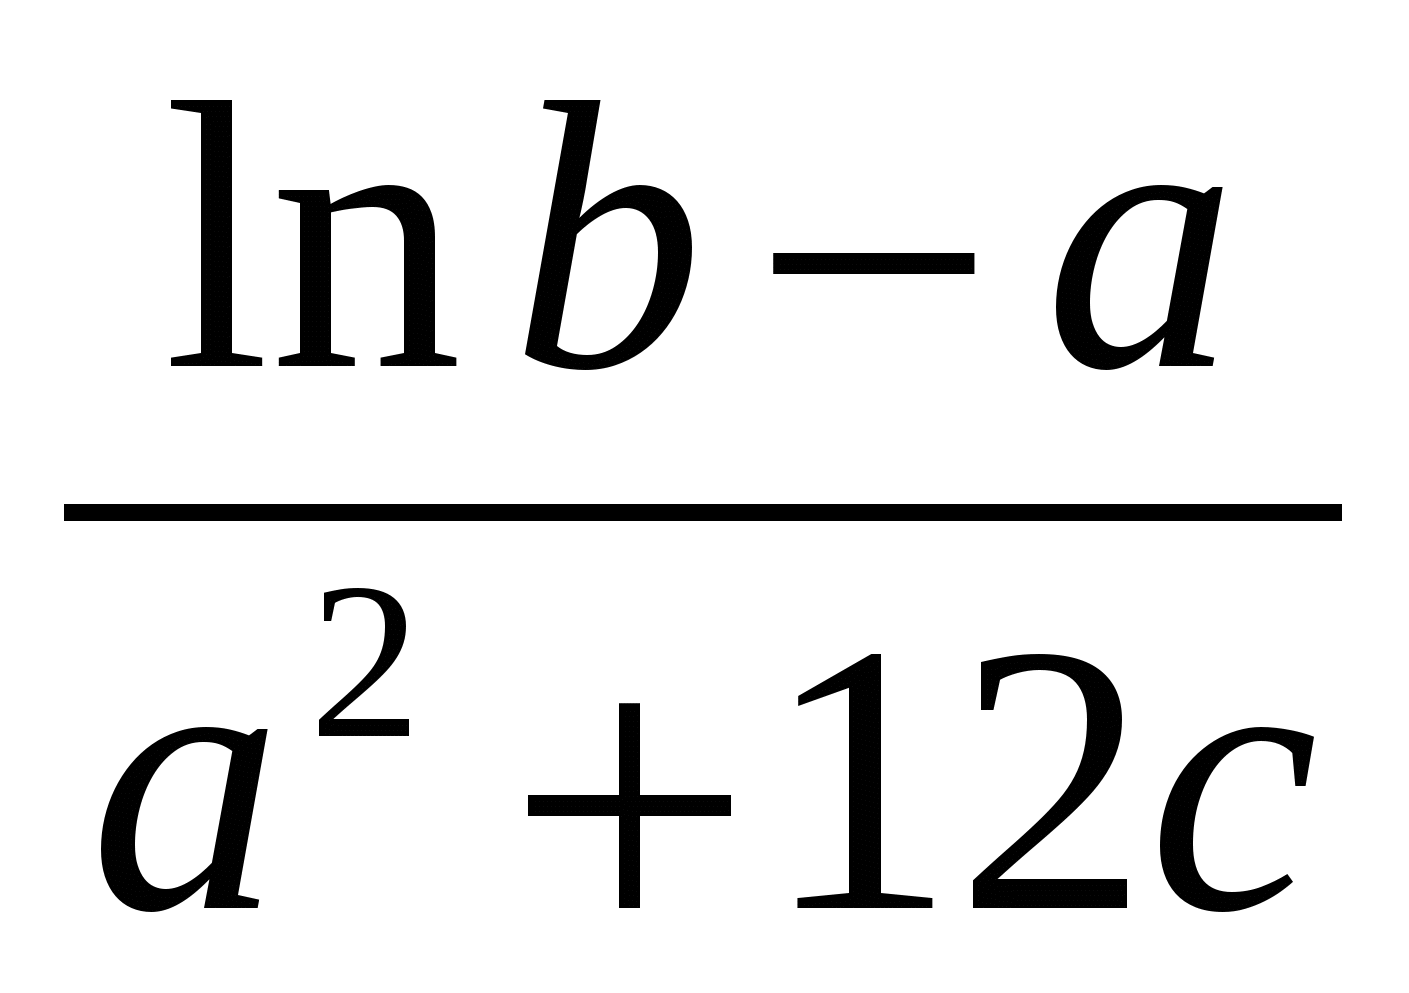 ln b − a
a² + 12c